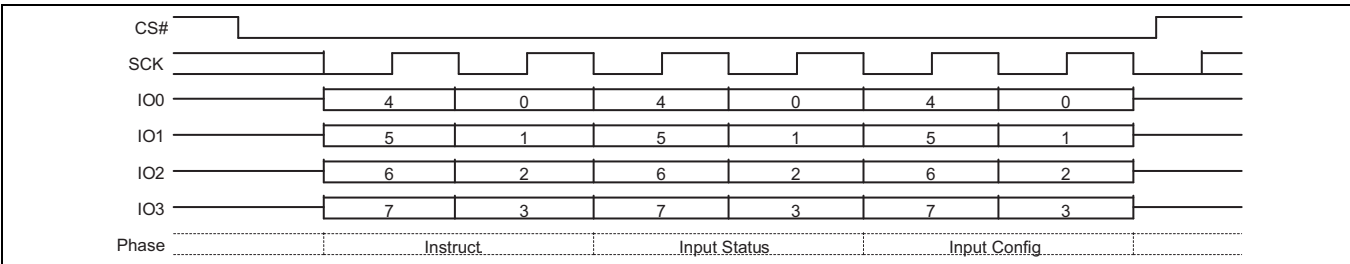 CS#
SCK
IO0 4 0 4 0 4 0
IO1 5 1 5 1 5 1
IO2 6 2 6 2 6 2
IO3 7 3 7 3 7 3
Phase Instruct. Input Status Input Config